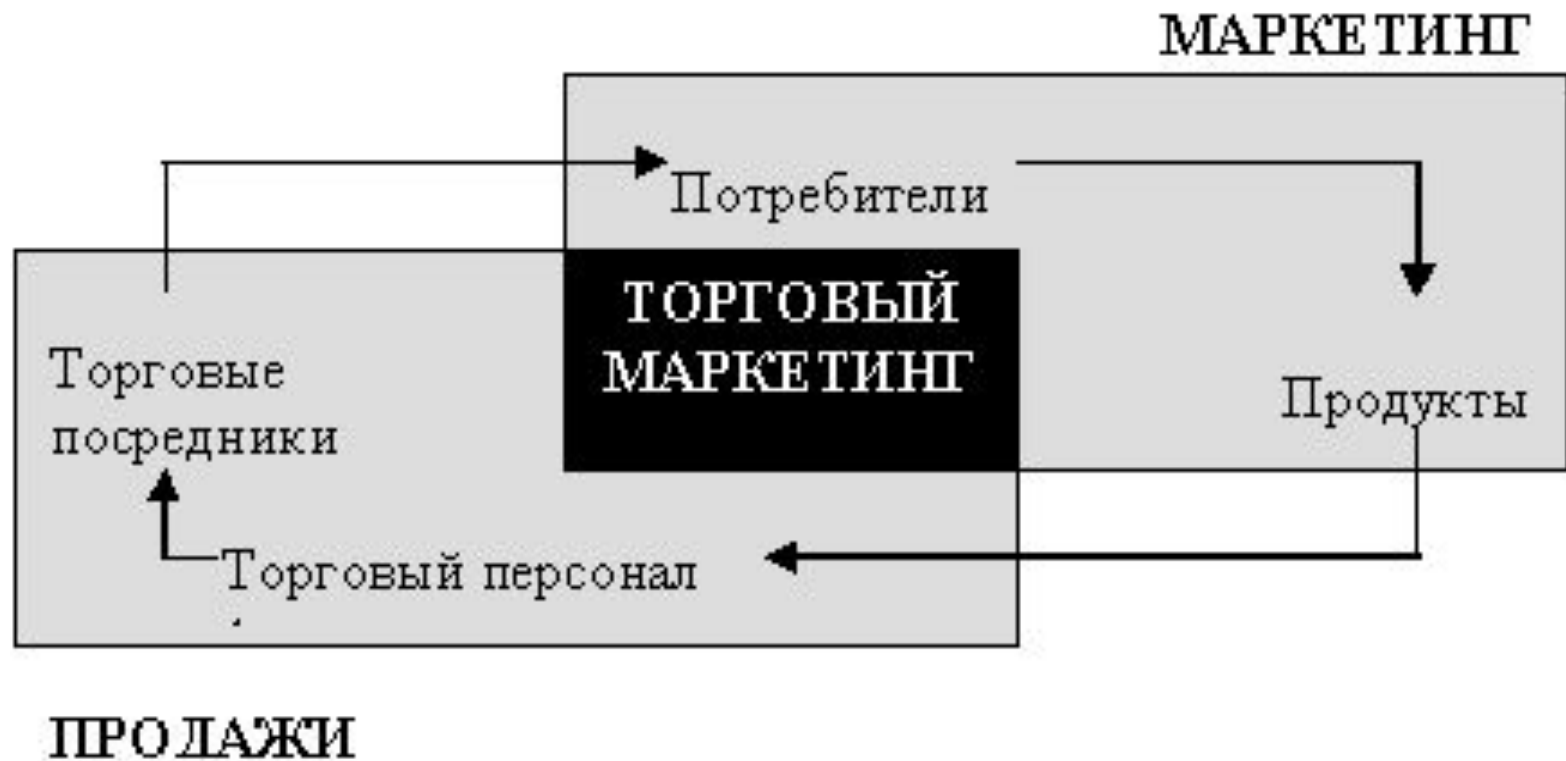 МАРКЕТИНГ
Потребители
ТОРГОВЫЙ
МАРКЕТИНГ
Торговые
посредники
Продукты
Торговый персонал
ПРОДАЖИ